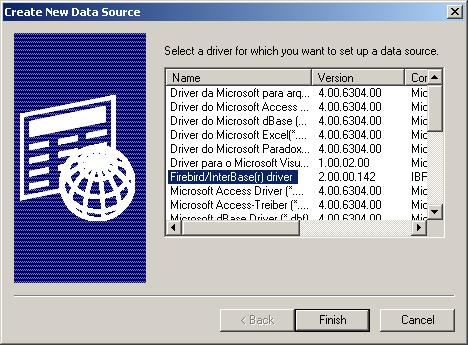 Create New Data Source
Select a driver for which you want to set up a data source.
Name Version Cor
Driver da Microsoft para arq... 4.00.6304.00 Mic
Driver do Microsoft Access ... 4.00.6304.00 Mic
Driver do Microsoft dBase (... 4.00.6304.00 Mic
Driver do Microsoft Excel(*.... 4.00.6304.00 Mic
Driver do Microsoft Paradox... 4.00.6304.00 Mic
Driver para o Microsoft Visu... 1.00.02.00 Mic
Firebird/InterBase(r) driver 2.00.00.142 IBF
Microsoft Access Driver (*.... 4.00.6304.00 Mic
Microsoft Access-Treiber (*.... 4.00.6304.00 Mic
Microsoft dBase Driver (*.dbf) 4.00.6304.00 Mic
< Back Finish Cancel